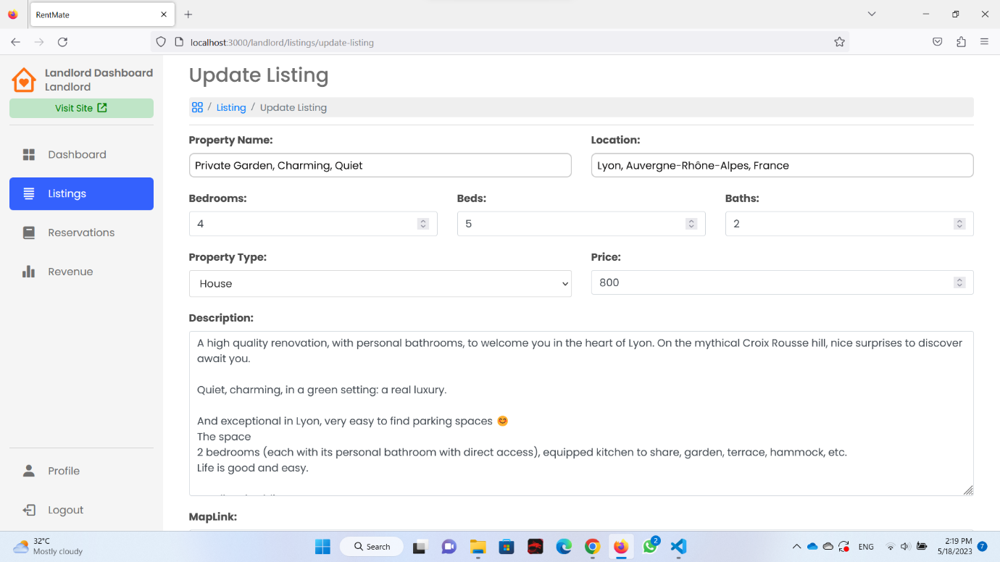 RentMate
localhost:3000/landlord/listings/update-listing
Landlord Dashboard
Landlord
Visit Site
Dashboard
Listings
Reservations
Revenue
Profile
Logout
Update Listing
/ Listing / Update Listing
Property Name: Location:
Private Garden, Charming, Quiet Lyon, Auvergne-Rhône-Alpes, France
Bedrooms: Beds: Baths:
4 5 2
Property Type: Price:
House 800
Description:
A high quality renovation, with personal bathrooms, to welcome you in the heart of Lyon. On the mythical Croix Rousse hill, nice surprises to discover
await you.
Quiet, charming, in a green setting: a real luxury.
And exceptional in Lyon, very easy to find parking spaces 😊
The space
2 bedrooms (each with its personal bathroom with direct access), equipped kitchen to share, garden, terrace, hammock, etc.
Life is good and easy.
MapLink:
32°C
Mostly cloudy
Search
2
ENG
2:19 PM
5/18/2023
7